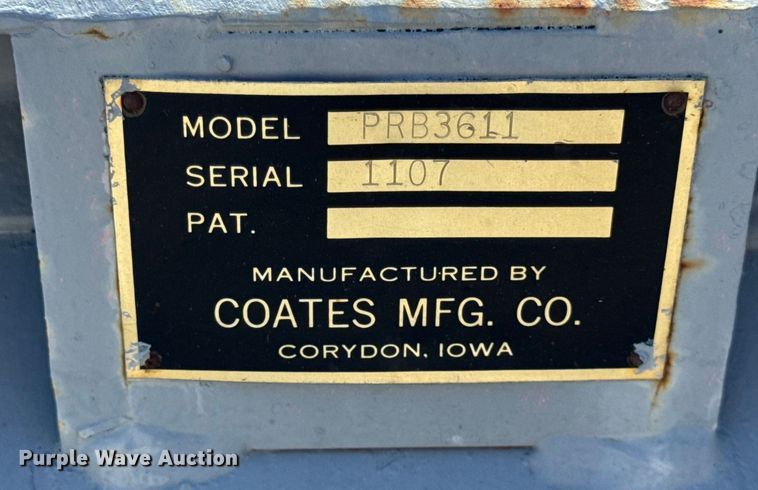 MODEL PRB3611
SERIAL 1107
PAT.
MANUFACTURED BY
COATES MFG. CO.
CORYDON, IOWA
Purple Wave Auction